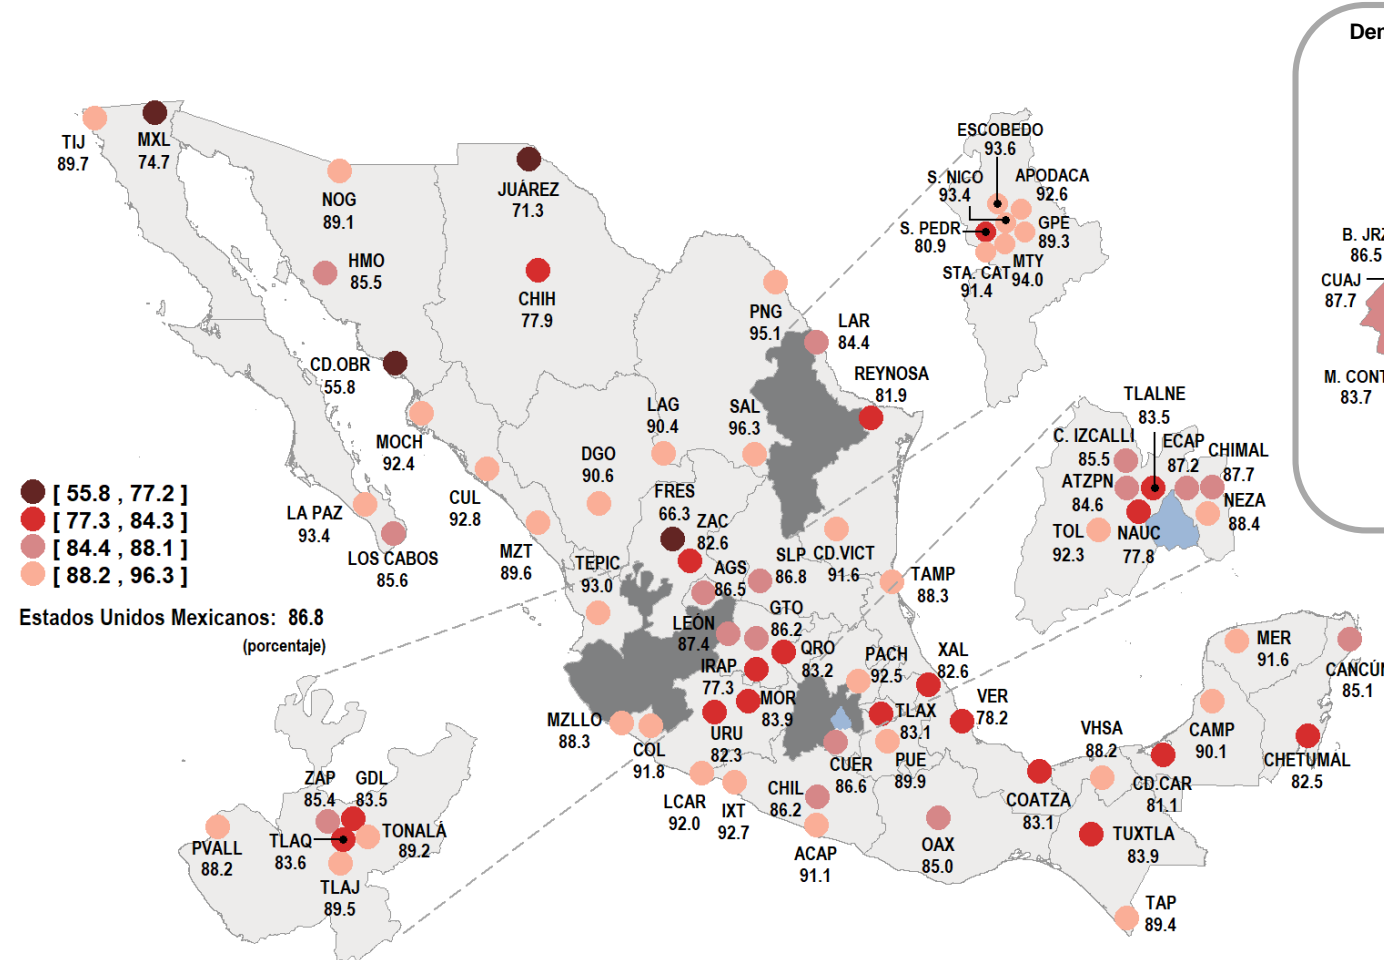 Den
ESCOBEDO
93.6
TIJ
89.7
MXL
74.7
S. NICO
93.4
APODACA
92.6
JUÁREZ
71.3
NOG
89.1
S. PEDR
80.9
GPE
89.3
B. JRZ
86.5
HMO
85.5
STA. CAT
91.4
MTY
94.0
CUAJ
87.7
CHIH
77.9
PNG
95.1
LAR
84.4
CD.OBR
55.8
REYNOSA
81.9
M. CONT
83.7
TLALNE
83.5
LAG
90.4
SAL
96.3
MOCH
92.4
C. IZCALLI
85.5
ECAP
87.2
CHIMAL
87.7
DGO
90.6
ATZPN
84.6
[ 55.8 , 77.2 ]
[ 77.3 , 84.3 ]
[ 84.4 , 88.1 ]
[ 88.2 , 96.3 ]
CUL
92.8
FRES
66.3
NEZA
88.4
LA PAZ
93.4
ZAC
82.6
TOL
92.3
NAUC
77.8
LOS CABOS
85.6
MZT
89.6
SLP
86.8
CD.VICT
91.6
TEPIC
93.0
AGS
86.5
TAMP
88.3
Estados Unidos Mexicanos: 86.8
(porcentaje)
LEÓN
87.4
GTO
86.2
QRO
83.2
PACH
92.5
XAL
82.6
MER
91.6
CANCÚN
85.1
IRAP
77.3
MOR
83.9
VER
78.2
TLAX
83.1
MZLLO
88.3
COL
91.8
URU
82.3
VHSA
88.2
CAMP
90.1
CUER
86.6
PUE
89.9
CHETUMAL
82.5
ZAP
85.4
GDL
83.5
LCAR
92.0
IXT
92.7
CHIL
86.2
COATZA
83.1
CD.CAR
81.1
PVALL
88.2
TLAQ
83.6
TONALÁ
89.2
ACAP
91.1
OAX
85.0
TUXTLA
83.9
TLAJ
89.5
TAP
89.4